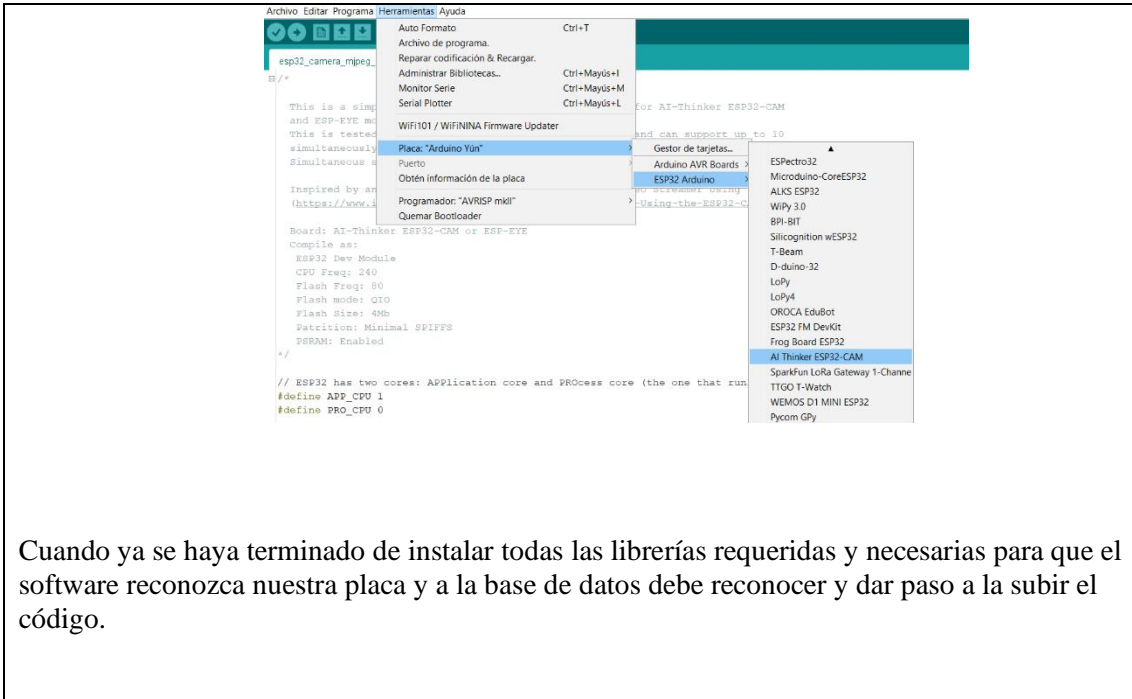 Archivo Editar Programa Herramientas Ayuda
Auto Formato Ctrl+T
Archivo de programa.
Reparar codificación & Recargar.
Administrar Bibliotecas... Ctrl+Mayús+I
Monitor Serie Ctrl+Mayús+M
Serial Plotter Ctrl+Mayús+L
WiFi101 / WiFiNINA Firmware Updater
Placa: "Arduino Yún"
Puerto
Obtén información de la placa
Programador: "AVRISP mkII"
Quemar Bootloader
Gestor de tarjetas...
Arduino AVR Boards
ESP32 Arduino
ESPectro32
Microduino-CoreESP32
ALKS ESP32
WiPy 3.0
BPI-BIT
Silicognition wESP32
T-Beam
D-duino-32
LoPy
LoPy4
OROCA EduBot
ESP32 FM DevKit
Frog Board ESP32
AI Thinker ESP32-CAM
SparkFun LoRa Gateway 1-Channe
TTGO T-Watch
WEMOS D1 MINI ESP32
Pycom GPy
esp32_camera_mjpeg_
/*
This is a simp for AI-Thinker ESP32-CAM
and ESP-EYE mo
This is tested and can support up to 10
simultaneously
Simultaneous s
Inspired by an streamer using
(https://www.i -Using-the-ESP32-C
Board: AI-Thinker ESP32-CAM or ESP-EYE
Compile as:
ESP32 Dev Module
CPU Freq: 240
Flash Freq: 80
Flash mode: QIO
Flash Size: 4Mb
Patrition: Minimal SPIFFS
PSRAM: Enabled
*/
// ESP32 has two cores: APPlication core and PROcess core (the one that run
#define APP_CPU 1
#define PRO_CPU 0
Cuando ya se haya terminado de instalar todas las librerías requeridas y necesarias para que el
software reconozca nuestra placa y a la base de datos debe reconocer y dar paso a la subir el
código.